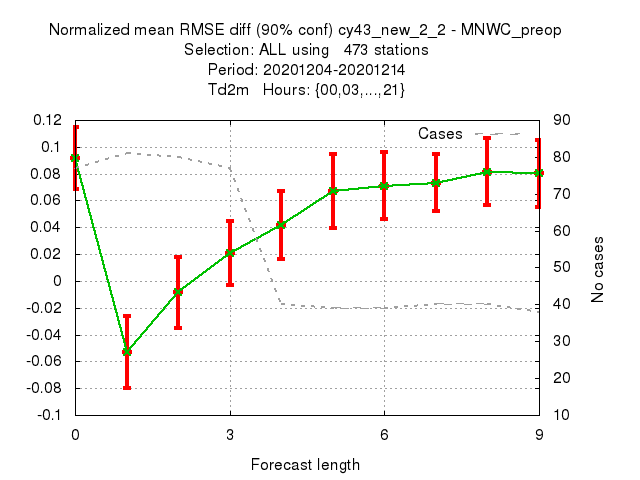 Normalized mean RMSE diff (90% conf) cy43_new_2_2 - MNWC_preop
Selection: ALL using   473 stations
Period: 20201204-20201214
Td2m   Hours: {00,03,...,21}
Cases
0.12
0.1
0.08
0.06
0.04
0.02
0
-0.02
-0.04
-0.06
-0.08
-0.1
90
80
70
60
50
40
30
20
10
No cases
0 3 6 9
Forecast length